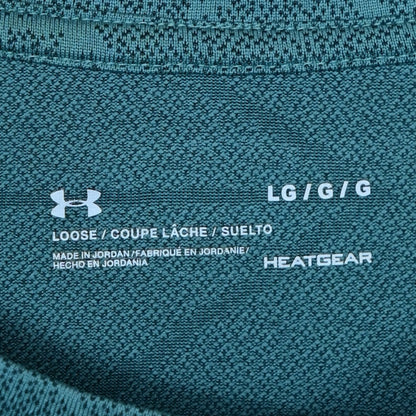 LG / G / G
LOOSE / COUPE LÂCHE / SUELTO
MADE IN JORDAN / FABRIQUÉ EN JORDANIE /
HECHO EN JORDANIA
HEATGEAR